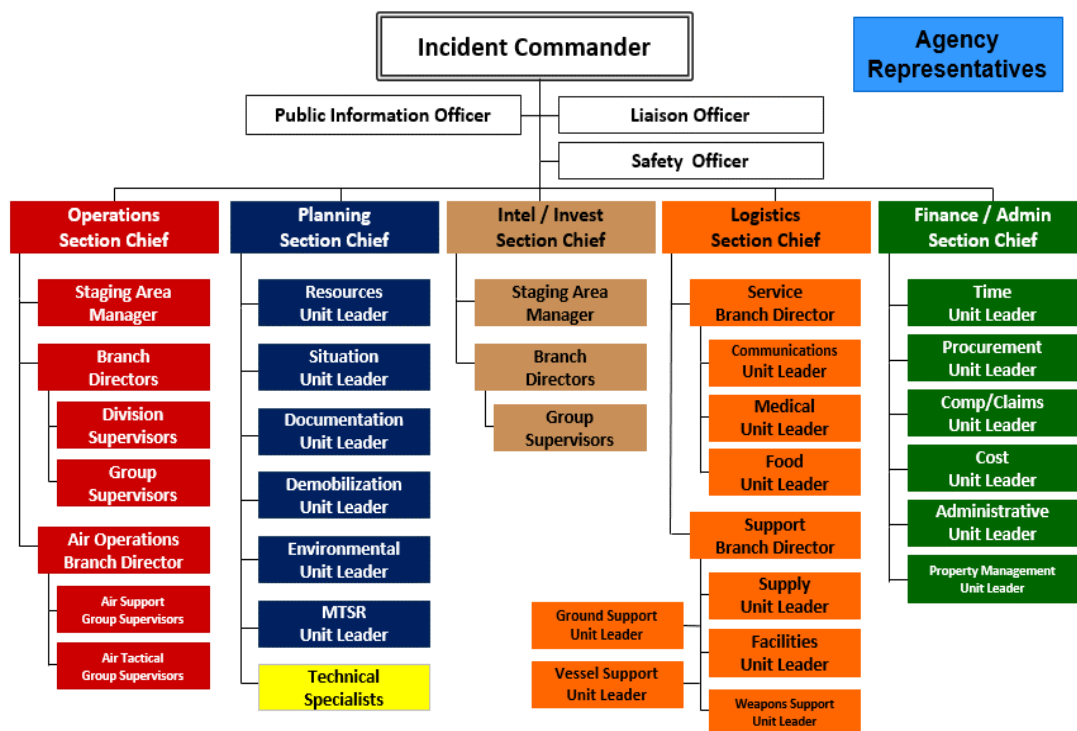 Incident Commander
Agency
Representatives
Public Information Officer
Liaison Officer
Safety Officer
Operations
Section Chief
Staging Area
Manager
Branch
Directors
Division
Supervisors
Group
Supervisors
Air Operations
Branch Director
Air Support
Group Supervisors
Air Tactical
Group Supervisors
Planning
Section Chief
Resources
Unit Leader
Situation
Unit Leader
Documentation
Unit Leader
Demobilization
Unit Leader
Environmental
Unit Leader
MTSR
Unit Leader
Technical
Specialists
Intel / Invest
Section Chief
Staging Area
Manager
Branch
Directors
Group
Supervisors
Logistics
Section Chief
Service
Branch Director
Communications
Unit Leader
Medical
Unit Leader
Food
Unit Leader
Support
Branch Director
Supply
Unit Leader
Ground Support
Unit Leader
Facilities
Unit Leader
Vessel Support
Unit Leader
Weapons Support
Unit Leader
Finance / Admin
Section Chief
Time
Unit Leader
Procurement
Unit Leader
Comp/Claims
Unit Leader
Cost
Unit Leader
Administrative
Unit Leader
Property Management
Unit Leader